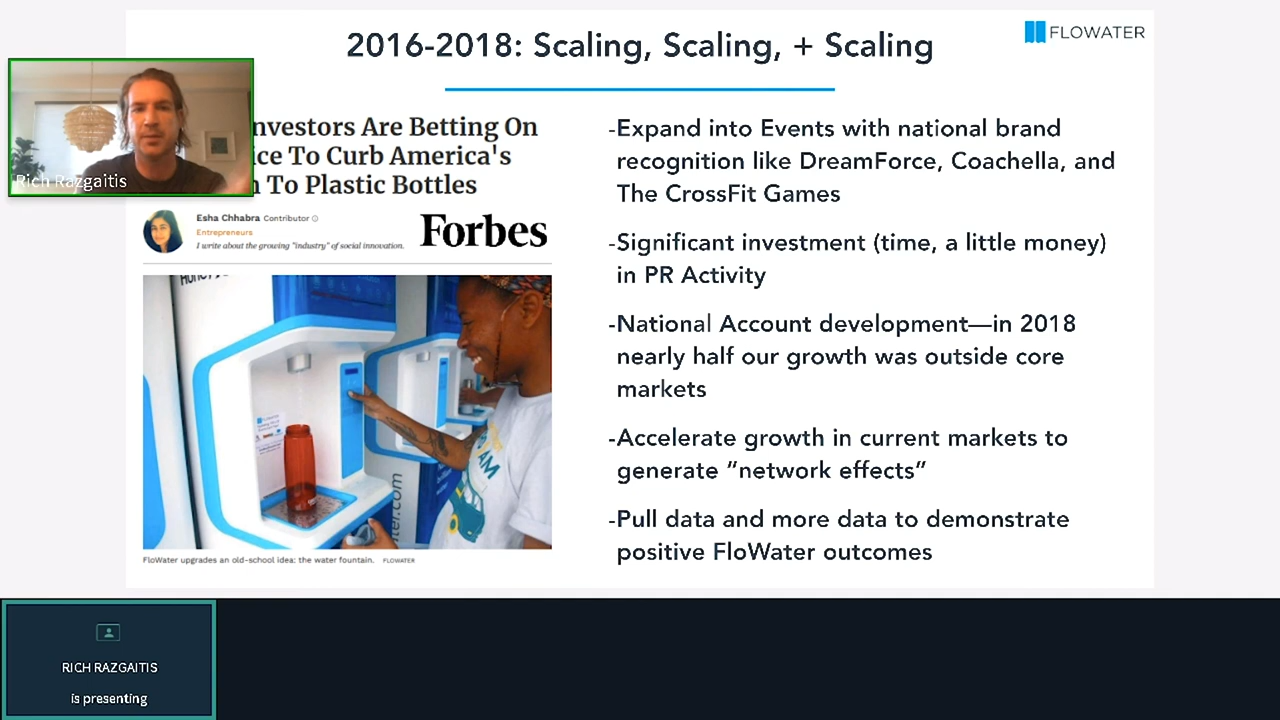 2016-2018: Scaling, Scaling, + Scaling
FLOWATER
nvestors Are Betting On
ce To Curb America's
To Plastic Bottles
Rich Razgaitis
Esha Chhabra Contributor
Entrepreneurs
I write about the growing "industry" of social innovation.
Forbes
FloWater upgrades an old-school idea: the water fountain. FLOWATER
-Expand into Events with national brand
recognition like DreamForce, Coachella, and
The CrossFit Games
-Significant investment (time, a little money)
in PR Activity
-National Account development—in 2018
nearly half our growth was outside core
markets
-Accelerate growth in current markets to
generate “network effects”
-Pull data and more data to demonstrate
positive FloWater outcomes
RICH RAZGAITIS
is presenting